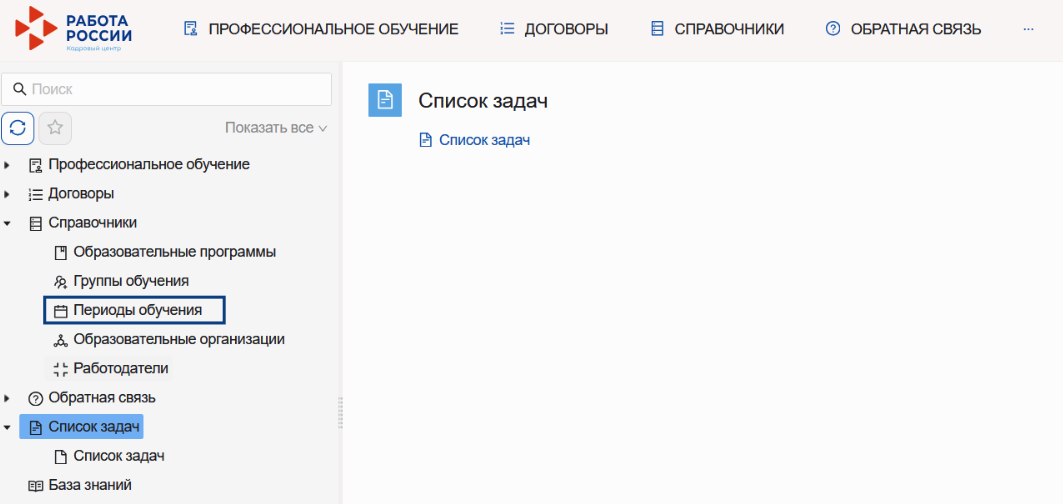 РАБОТА
РОССИИ
Кадровый центр
ПРОФЕССИОНАЛЬНОЕ ОБУЧЕНИЕ
ДОГОВОРЫ
СПРАВОЧНИКИ
ОБРАТНАЯ СВЯЗЬ
...
Поиск
Показать все
Профессиональное обучение
Договоры
Справочники
Образовательные программы
Группы обучения
Периоды обучения
Образовательные организации
Работодатели
Обратная связь
Список задач
Список задач
База знаний
Список задач
Список задач